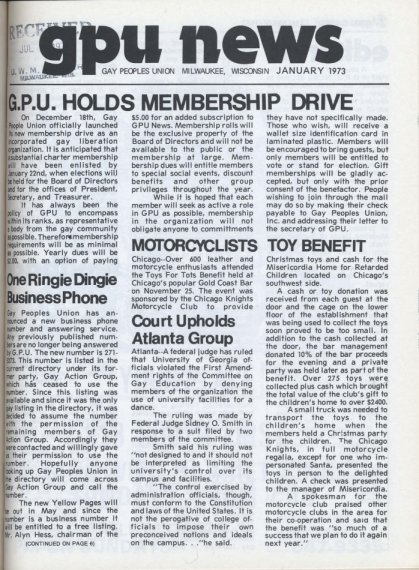 RECEIVED
JUL
U. W. M.
gpu news
GAY PEOPLES UNION MILWAUKEE, WISCONSIN JANUARY 1973
G.P.U. HOLDS MEMBERSHIP DRIVE
On December 18th, Gay
People Union officially launched
its new membership drive as an
incorporated gay liberation
organization. It is anticipated that
a substantial charter membership
will have been enlisted by
January 22nd, when elections will
be held for the Board of Directors
and for the offices of President,
Secretary, and Treasurer.
It has always been the
policy of GPU to encompass
within its ranks, as representative
a body from the gay community
as possible. Therefore membership
requirements will be as minimal
as possible. Yearly dues will be
with an option of paying
One Ringie Dingie
Business Phone
Gay Peoples Union has an-
nounced a new business phone
number and answering service.
Any previously published num-
bers are no longer being answered
by G.P.U. The new number is 271-
This number is listed in the
current directory under its for-
mer party, Gay Action Group,
which has ceased to use the
number. Since this listing was
available and since it was the only
gay listing in the directory, it was
decided to assume the number
with the permission of the
remaining members of Gay
Action Group. Accordingly they
were contacted and willingly gave
us their permission to use the
number. Hopefully anyone
looking up Gay Peoples Union in
the directory will come across
Gay Action Group and call the
number.
The new Yellow Pages will
be out in May and since the
number is a business number it
will be entitled to a free listing.
Mr. Alyn Hess, chairman of the
(CONTINUED ON PAGE 6)
$5.00 for an added subscription to
GPU News. Membership rolls will
be the exclusive property of the
Board of Directors and will not be
available to the public or the
membership at large. Mem-
bership dues will entitle members
to special social events, discount
benefits and other group
privileges throughout the year.
While it is hoped that each
member will seek as active a role
in GPU as possible, membership
in the organization will not
obligate anyone to committments
they have not specifically made.
Those who wish, will receive a
wallet size identification card in
laminated plastic. Members will
be encouraged to bring guests, but
only members will be entitled to
vote or stand for election. Gift
memberships will be gladly ac-
cepted, but only with the prior
consent of the benefactor. People
wishing to join through the mail
may do so by making their check
payable to Gay Peoples Union,
Inc. and addressing their letter to
the secretary of GPU.
MOTORCYCLISTS TOY BENEFIT
Chicago--Over 600 leather and
motorcycle enthusiasts attended
the Toys For Tots Benefit held at
Chicago's popular Gold Coast Bar
on November 25. The event was
sponsored by the Chicago Knights
Motorcycle Club to provide
Christmas toys and cash for the
Misericordia Home for Retarded
Children located on Chicago's
southwest side.
A cash or toy donation was
received from each guest at the
door and the cage on the lower
floor of the establishment that
was being used to collect the toys
soon proved to be too small. In
addition to the cash collected at
the door, the bar management
donated 10% of the bar proceeds
for the evening and a private
party was held later as part of the
benefit. Over 275 toys were
collected plus cash which brought
the total value of the club's gift to
the children's home to over $2400.
A small truck was needed to
transport the toys to the
children's home when the
members held a Christmas party
for the children. The Chicago
Knights, in full motorcycle
regalia, except for one who im-
personated Santa, presented the
toys in person to the delighted
children. A check was presented
to the manager of Misericordia.
A spokesman for the
motorcycle club praised other
motorcycle clubs in the area for
their co-operation and said that
the benefit was "so much of a
success that we plan to do it again
next year."
Court Upholds
Atlanta Group
Atlanta--A federal judge has ruled
that University of Georgia of-
ficials violated the First Amend-
ment rights of the Committee on
Gay Education by denying
members of the organization the
use of university facilities for a
dance.
The ruling was made by
Federal Judge Sidney O. Smith in
response to a suit filed by two
members of the committee.
Smith said his ruling was
"not designed to and it should not
be interpreted as limiting the
university's control over its
campus and facilities.
"The control exercised by
administration officials, though,
must conform to the Constitution
and laws of the United States. It is
not the perogative of college of-
ficials to impose their own
preconceived notions and ideals
on the campus. . ."he said.